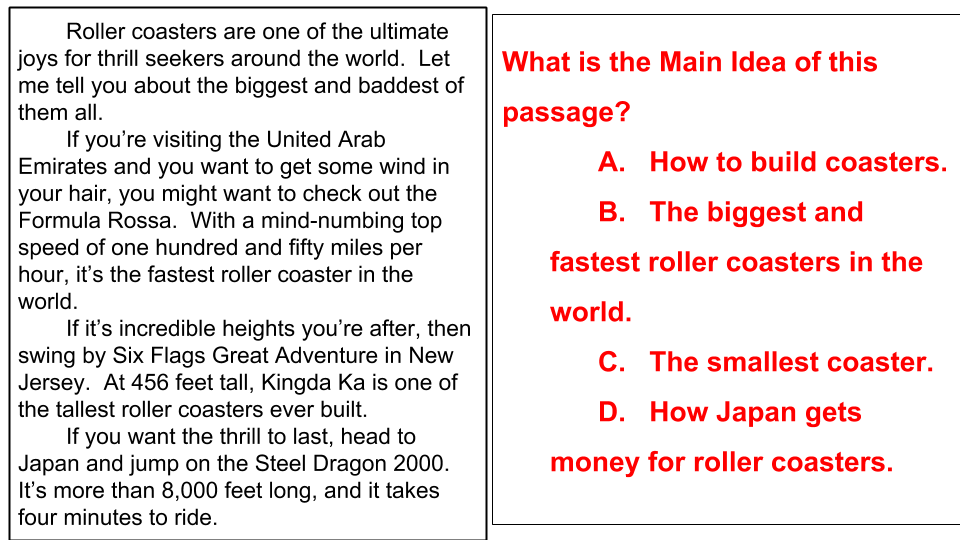 Roller coasters are one of the ultimate
joys for thrill seekers around the world.  Let
me tell you about the biggest and baddest of
them all.
If you’re visiting the United Arab
Emirates and you want to get some wind in
your hair, you might want to check out the
Formula Rossa.  With a mind-numbing top
speed of one hundred and fifty miles per
hour, it’s the fastest roller coaster in the
world.
If it’s incredible heights you’re after, then
swing by Six Flags Great Adventure in New
Jersey.  At 456 feet tall, Kingda Ka is one of
the tallest roller coasters ever built.
If you want the thrill to last, head to
Japan and jump on the Steel Dragon 2000.
It’s more than 8,000 feet long, and it takes
four minutes to ride.
What is the Main Idea of this
passage?
A. How to build coasters.
B. The biggest and
fastest roller coasters in the
world.
C. The smallest coaster.
D. How Japan gets
money for roller coasters.